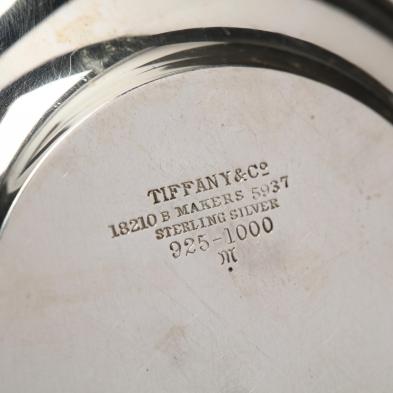 TIFFANY & Co
18210 B MAKERS 5937
STERLING SILVER
925-1000
M